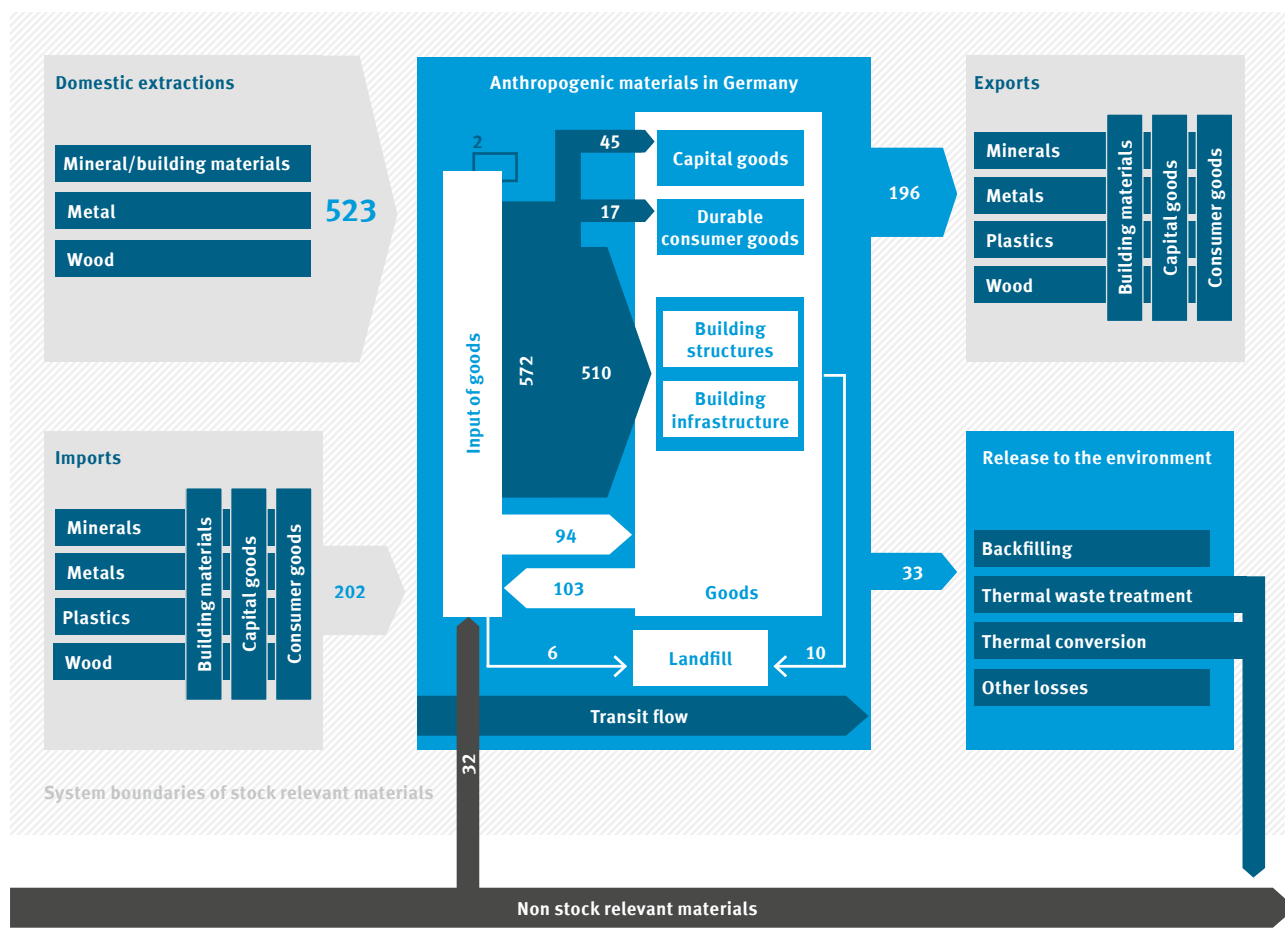 Domestic extractions
Mineral/building materials
Metal
Wood
523
Imports
Minerals
Metals
Plastics
Wood
Building materials
Capital goods
Consumer goods
202
Anthropogenic materials in Germany
2
45
17
Capital goods
Durable
consumer goods
Input of goods
572
510
Building
structures
Building
infrastructure
94
103
Goods
6
Landfill
10
Transit flow
32
196
33
Exports
Minerals
Metals
Plastics
Wood
Building materials
Capital goods
Consumer goods
Release to the environment
Backfilling
Thermal waste treatment
Thermal conversion
Other losses
System boundaries of stock relevant materials
Non stock relevant materials